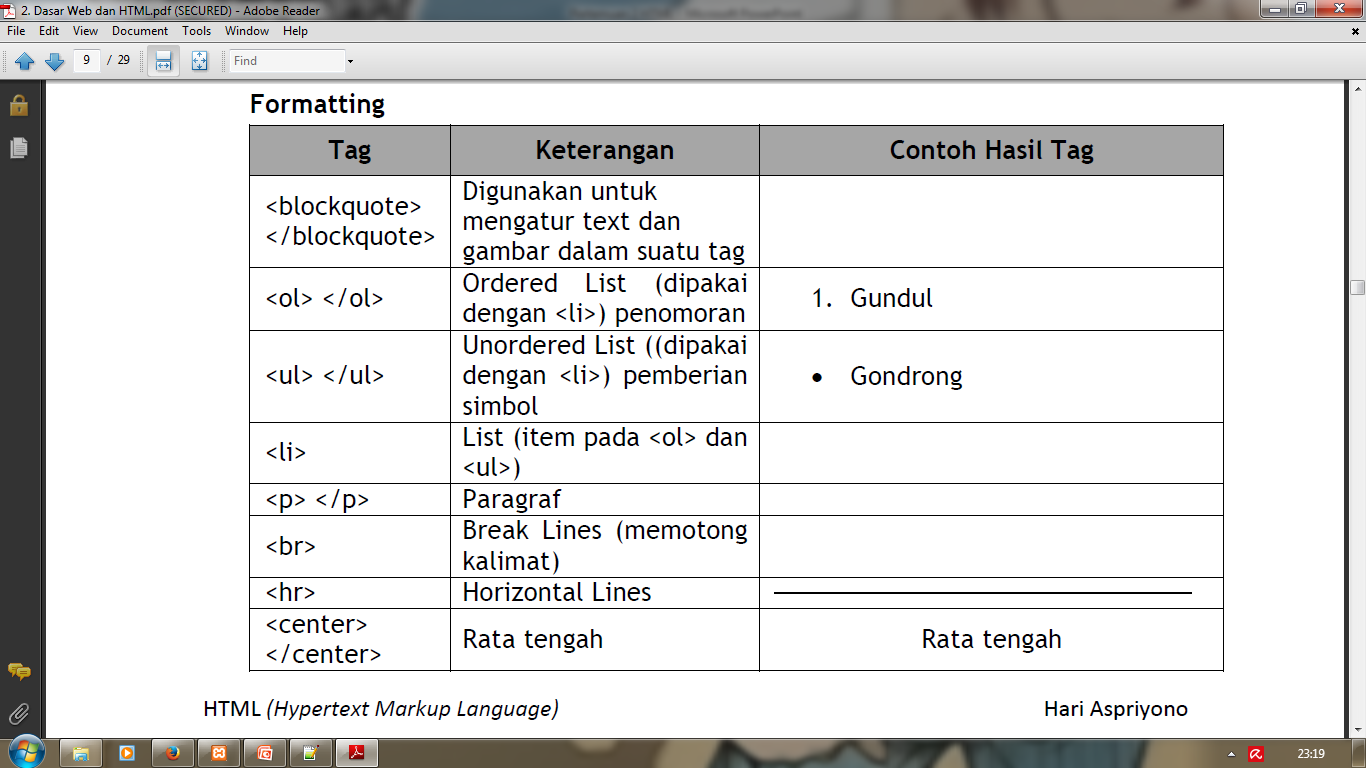 2. Dasar Web dan HTML.pdf (SECURED) - Adobe Reader
File Edit View Document Tools Window Help
9 / 29 Find
Formatting
Tag Keterangan Contoh Hasil Tag
<blockquote>
</blockquote>
Digunakan untuk
mengatur text dan
gambar dalam suatu tag
<ol> </ol>
Ordered List (dipakai
dengan <li>) penomoran
1. Gundul
<ul> </ul>
Unordered List ((dipakai
dengan <li>) pemberian
simbol
• Gondrong
<li>
List (item pada <ol> dan
<ul>)
<p> </p> Paragraf
<br>
Break Lines (memotong
kalimat)
<hr> Horizontal Lines
<center>
</center>
Rata tengah
Rata tengah
HTML (Hypertext Markup Language) Hari Aspriyono
23:19